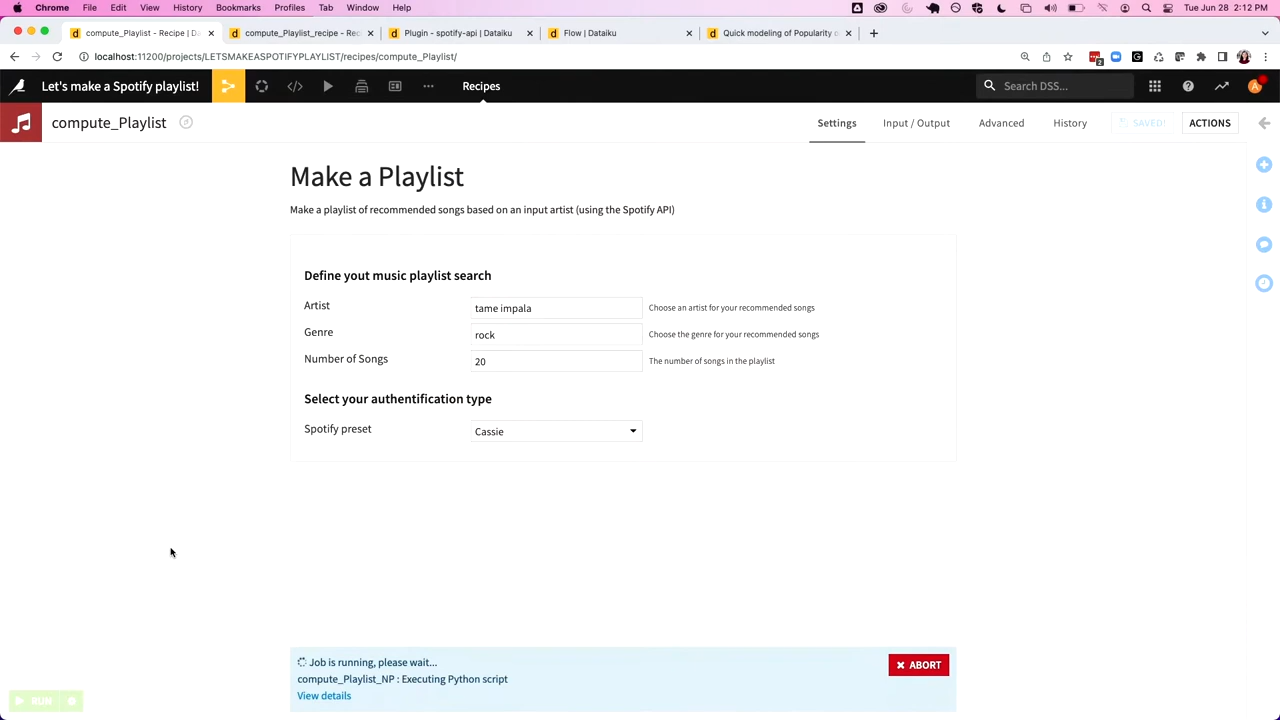 Chrome File Edit View History Bookmarks Profiles Tab Window Help Tue Jun 28 2:12 PM
compute_Playlist - Recipe | Da compute_Playlist_recipe - Rec Plugin - spotify-api | Dataiku Flow | Dataiku Quick modeling of Popularity o
localhost:11200/projects/LETSMAKEASPOTIFYPLAYLIST/recipes/compute_Playlist/
Let's make a Spotify playlist! Recipes Search DSS...
compute_Playlist Settings Input / Output Advanced History SAVED! ACTIONS
Make a Playlist
Make a playlist of recommended songs based on an input artist (using the Spotify API)
Define yout music playlist search
Artist tame impala Choose an artist for your recommended songs
Genre rock Choose the genre for your recommended songs
Number of Songs 20 The number of songs in the playlist
Select your authentification type
Spotify preset Cassie
Job is running, please wait...
ABORT
compute_Playlist_NP : Executing Python script
View details
RUN